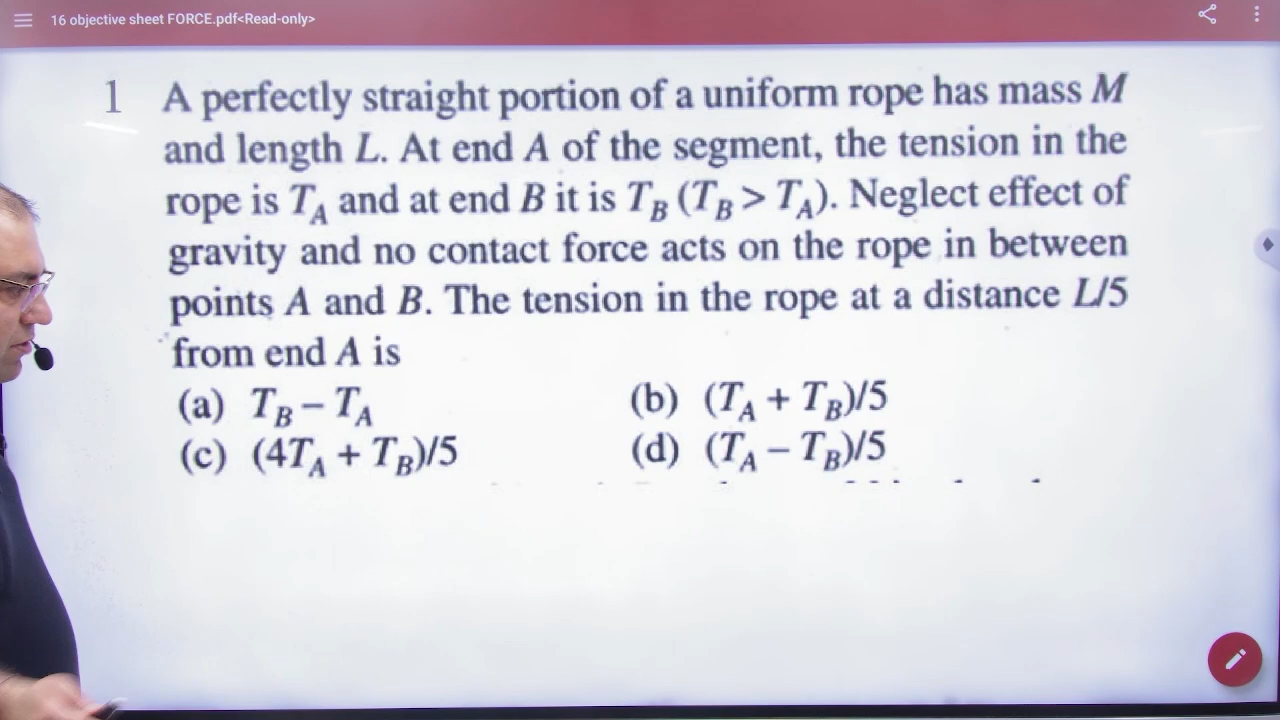 16 objective sheet FORCE.pdf<Read-only>
1 A perfectly straight portion of a uniform rope has mass M
and length L. At end A of the segment, the tension in the
rope is T_A and at end B it is T_B (T_B > T_A). Neglect effect of
gravity and no contact force acts on the rope in between
points A and B. The tension in the rope at a distance L/5
from end A is
(a) T_B – T_A (b) (T_A + T_B)/5
(c) (4T_A + T_B)/5 (d) (T_A – T_B)/5